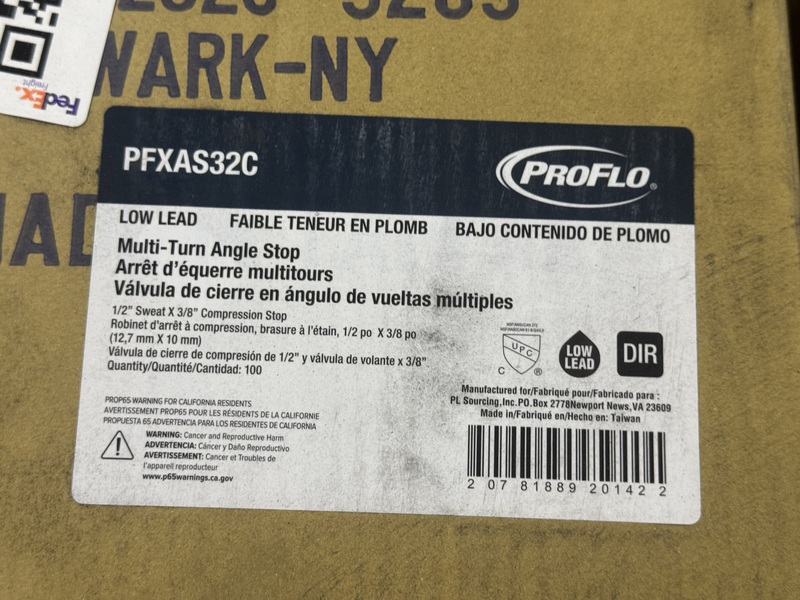 WARK-NY
FedEx
Freight
PFXAS32C
PROFLO®
LOW LEAD FAIBLE TENEUR EN PLOMB BAJO CONTENIDO DE PLOMO
Multi-Turn Angle Stop
Arrêt d'équerre multitours
Válvula de cierre en ángulo de vueltas múltiples
1/2" Sweat X 3/8" Compression Stop
Robinet d'arrêt à compression, brasure à l'étain, 1/2 po X 3/8 po
(12,7 mm X 10 mm)
Válvula de cierre de compresión de 1/2" y válvula de volante x 3/8"
Quantity/Quantité/Cantidad: 100
UPC
C ®
LOW
LEAD
DIR
Manufactured for/Fabriqué pour/Fabricado para :
PL Sourcing,Inc.PO.Box 2778Newport News,VA 23609
Made in/Fabriqué en/Hecho en: Taiwan
PROP65 WARNING FOR CALIFORNIA RESIDENTS
AVERTISSEMENT PROP65 POUR LES RÉSIDENTS DE LA CALIFORNIE
PROPUESTA 65 ADVERTENCIA PARA LOS RESIDENTES DE CALIFORNIA
WARNING: Cancer and Reproductive Harm
ADVERTENCIA: Cáncer y Daño Reproductivo
AVERTISSEMENT: Cancer et Troubles de
l'appareil reproducteur
www.p65warnings.ca.gov
2 07 81889 20142 2